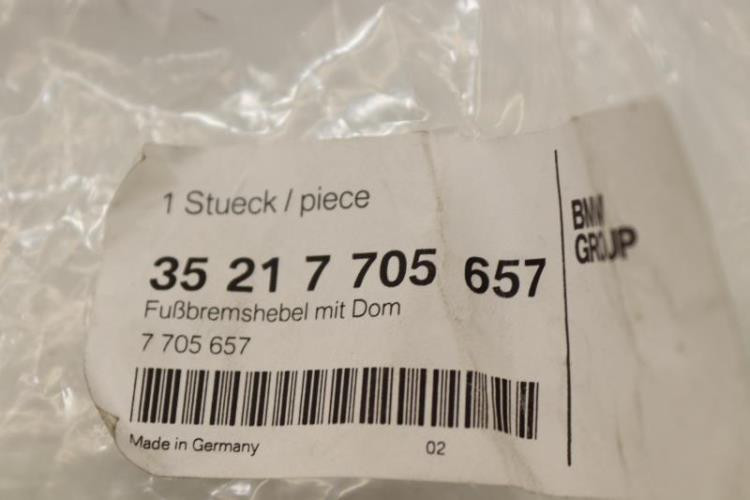 1 Stueck / piece
35 21 7 705 657
Fußbremshebel mit Dom
7 705 657
Made in Germany 02
BMW
GROUP